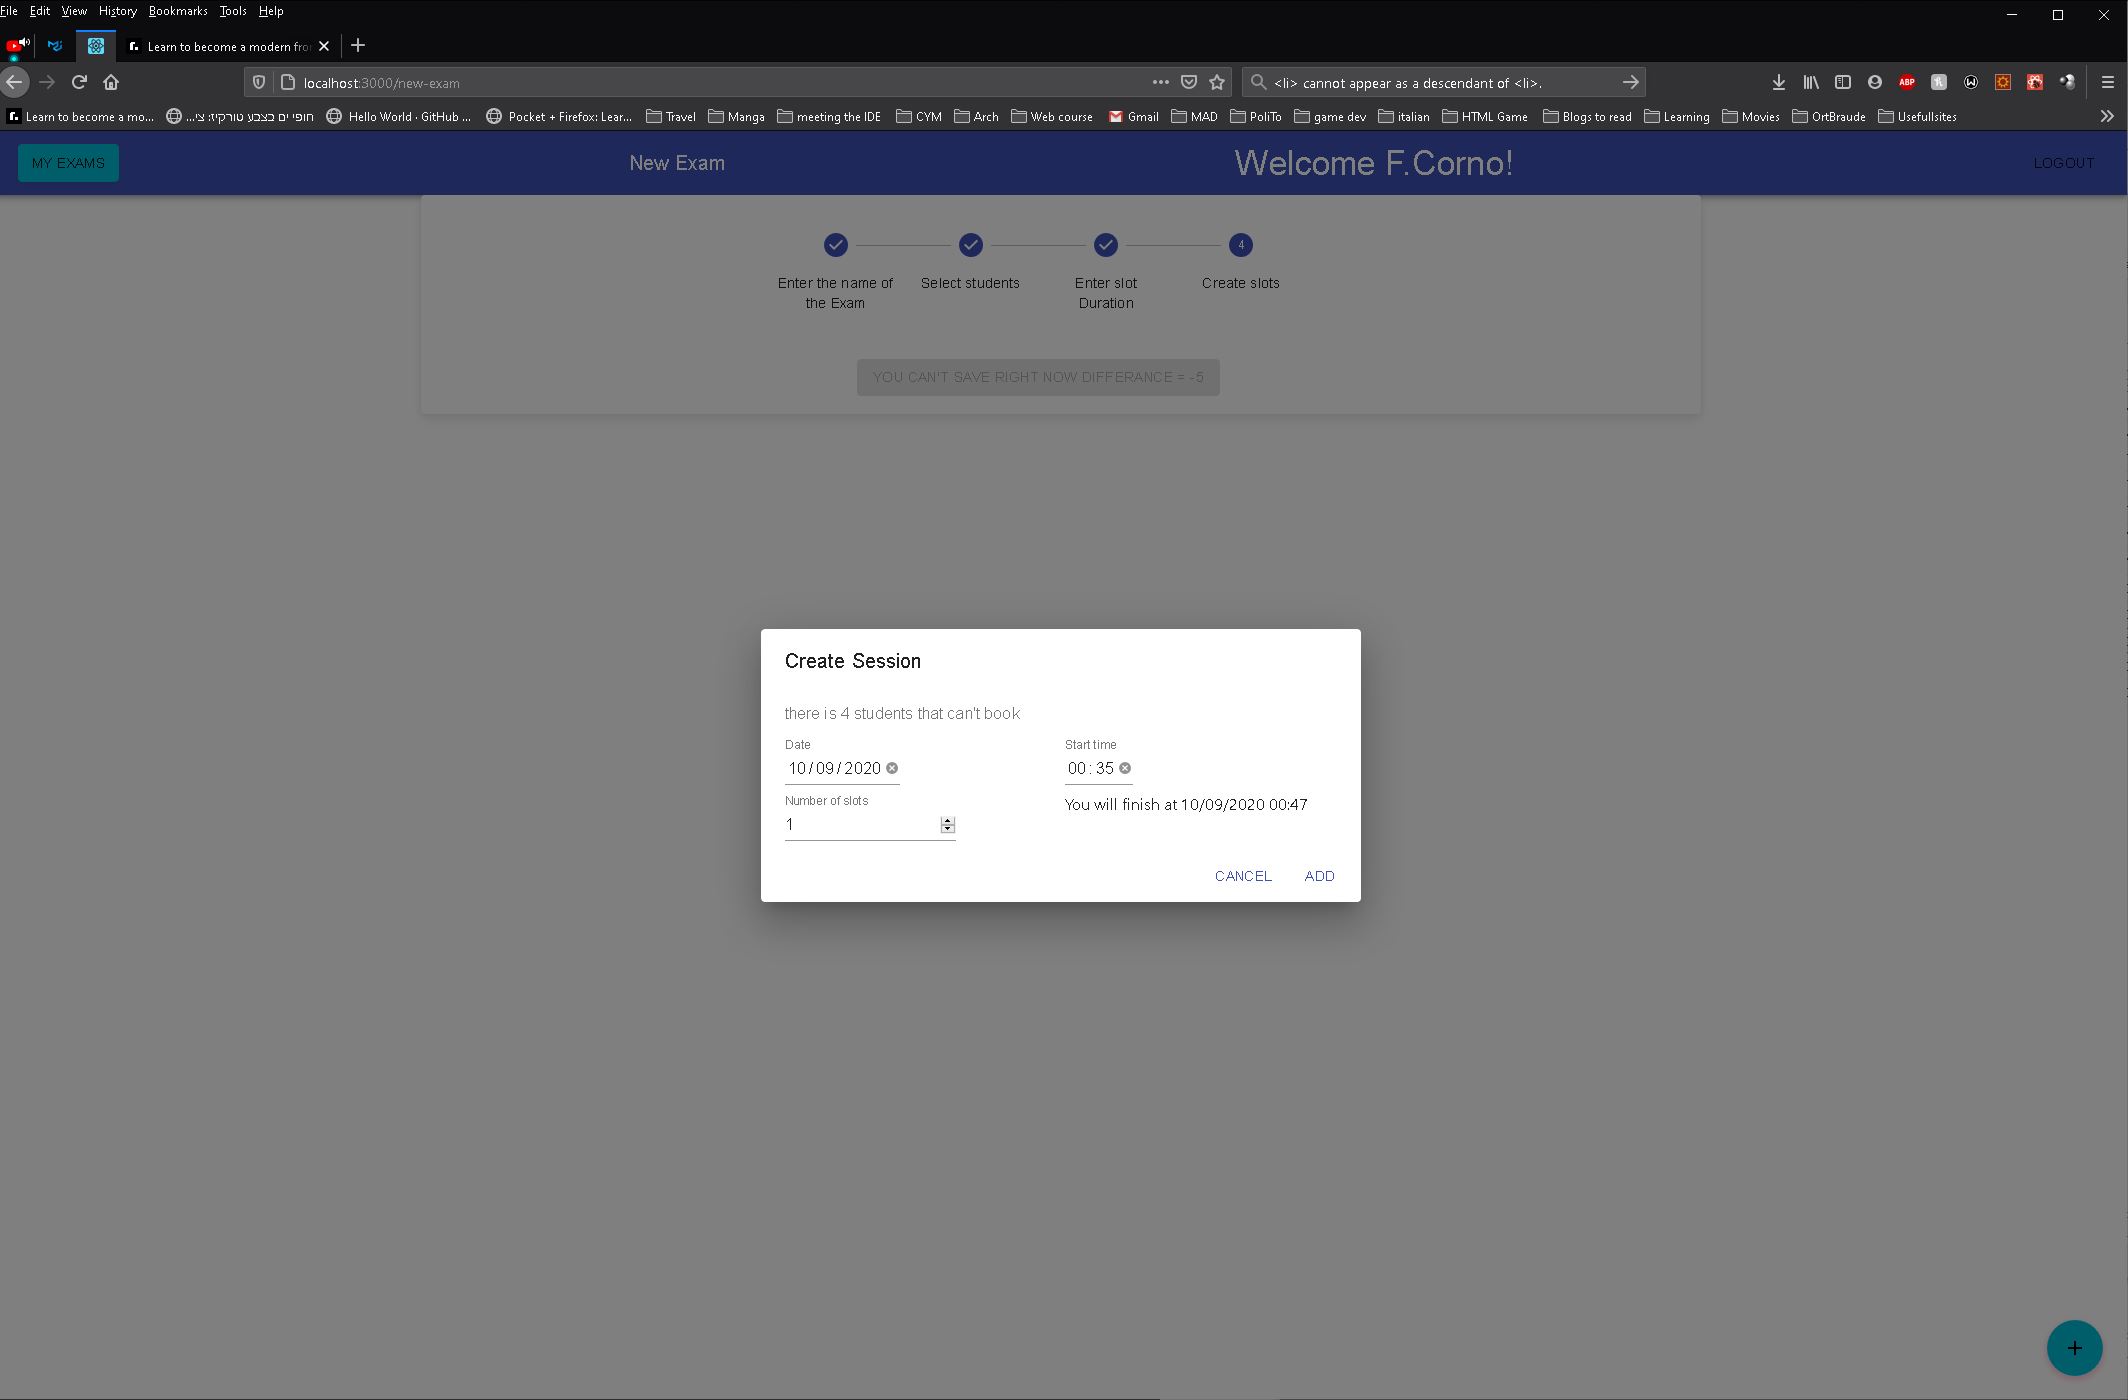 File Edit View History Bookmarks Tools Help
Learn to become a modern fro
localhost:3000/new-exam
<li> cannot appear as a descendant of <li>.
ABP
Learn to become a mo... חופי ים בצבע טורקיז: צי... Hello World · GitHub ... Pocket + Firefox: Lear... Travel Manga meeting the IDE CYM Arch Web course Gmail MAD PoliTo game dev italian HTML Game Blogs to read Learning Movies OrtBraude Usefullsites
MY EXAMS New Exam Welcome F.Corno! LOGOUT
4
Enter the name of the Exam
Select students
Enter slot Duration
Create slots
YOU CAN'T SAVE RIGHT NOW DIFFERANCE = -5
Create Session
there is 4 students that can't book
Date Start time
10/09/2020 00:35
Number of slots
You will finish at 10/09/2020 00:47
1
CANCEL ADD
+